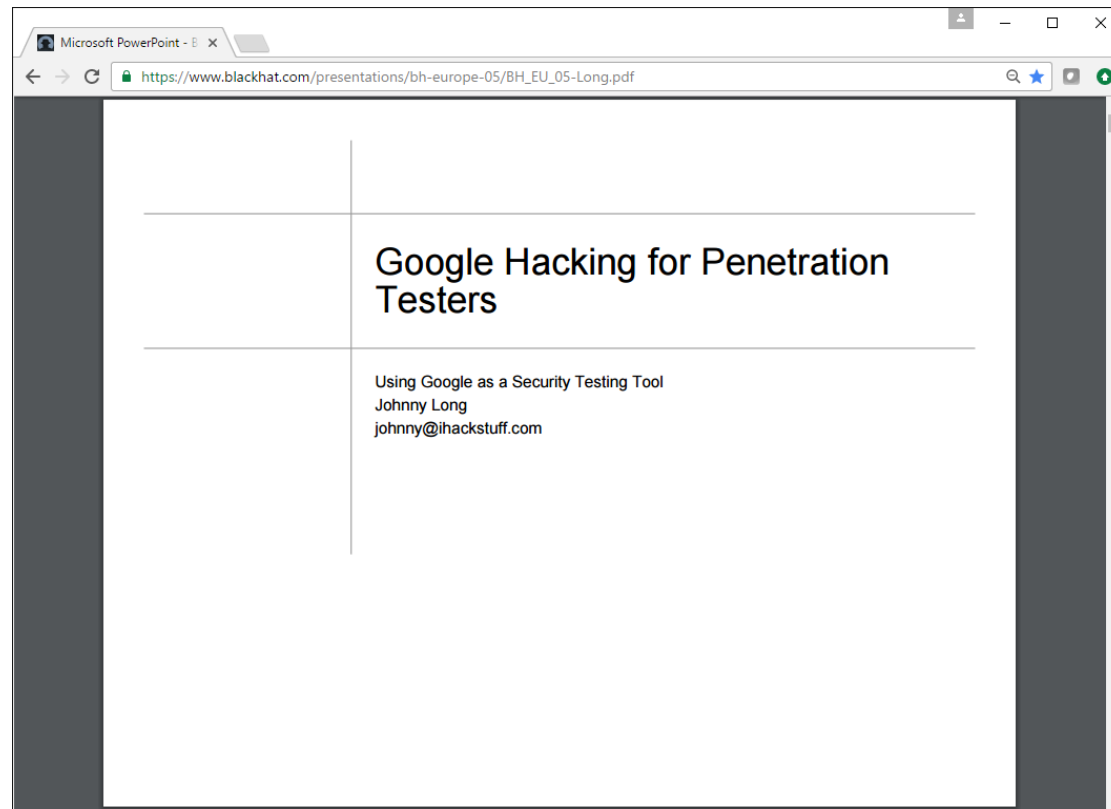 Microsoft PowerPoint - B
https://www.blackhat.com/presentations/bh-europe-05/BH_EU_05-Long.pdf
Google Hacking for Penetration
Testers
Using Google as a Security Testing Tool
Johnny Long
johnny@ihackstuff.com